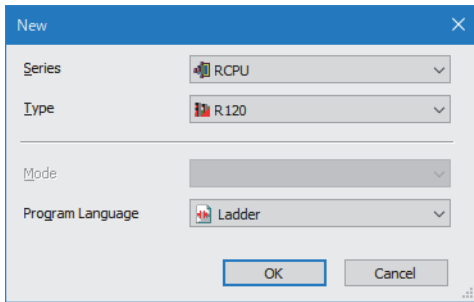 New
Series RCPU
Type R120
Mode
Program Language Ladder
OK Cancel